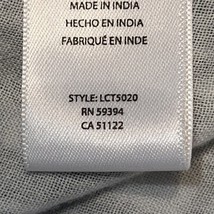 MADE IN INDIA
HECHO EN INDIA
FABRIQUÉ EN INDE
STYLE: LCT5020
RN 59394
CA 51122